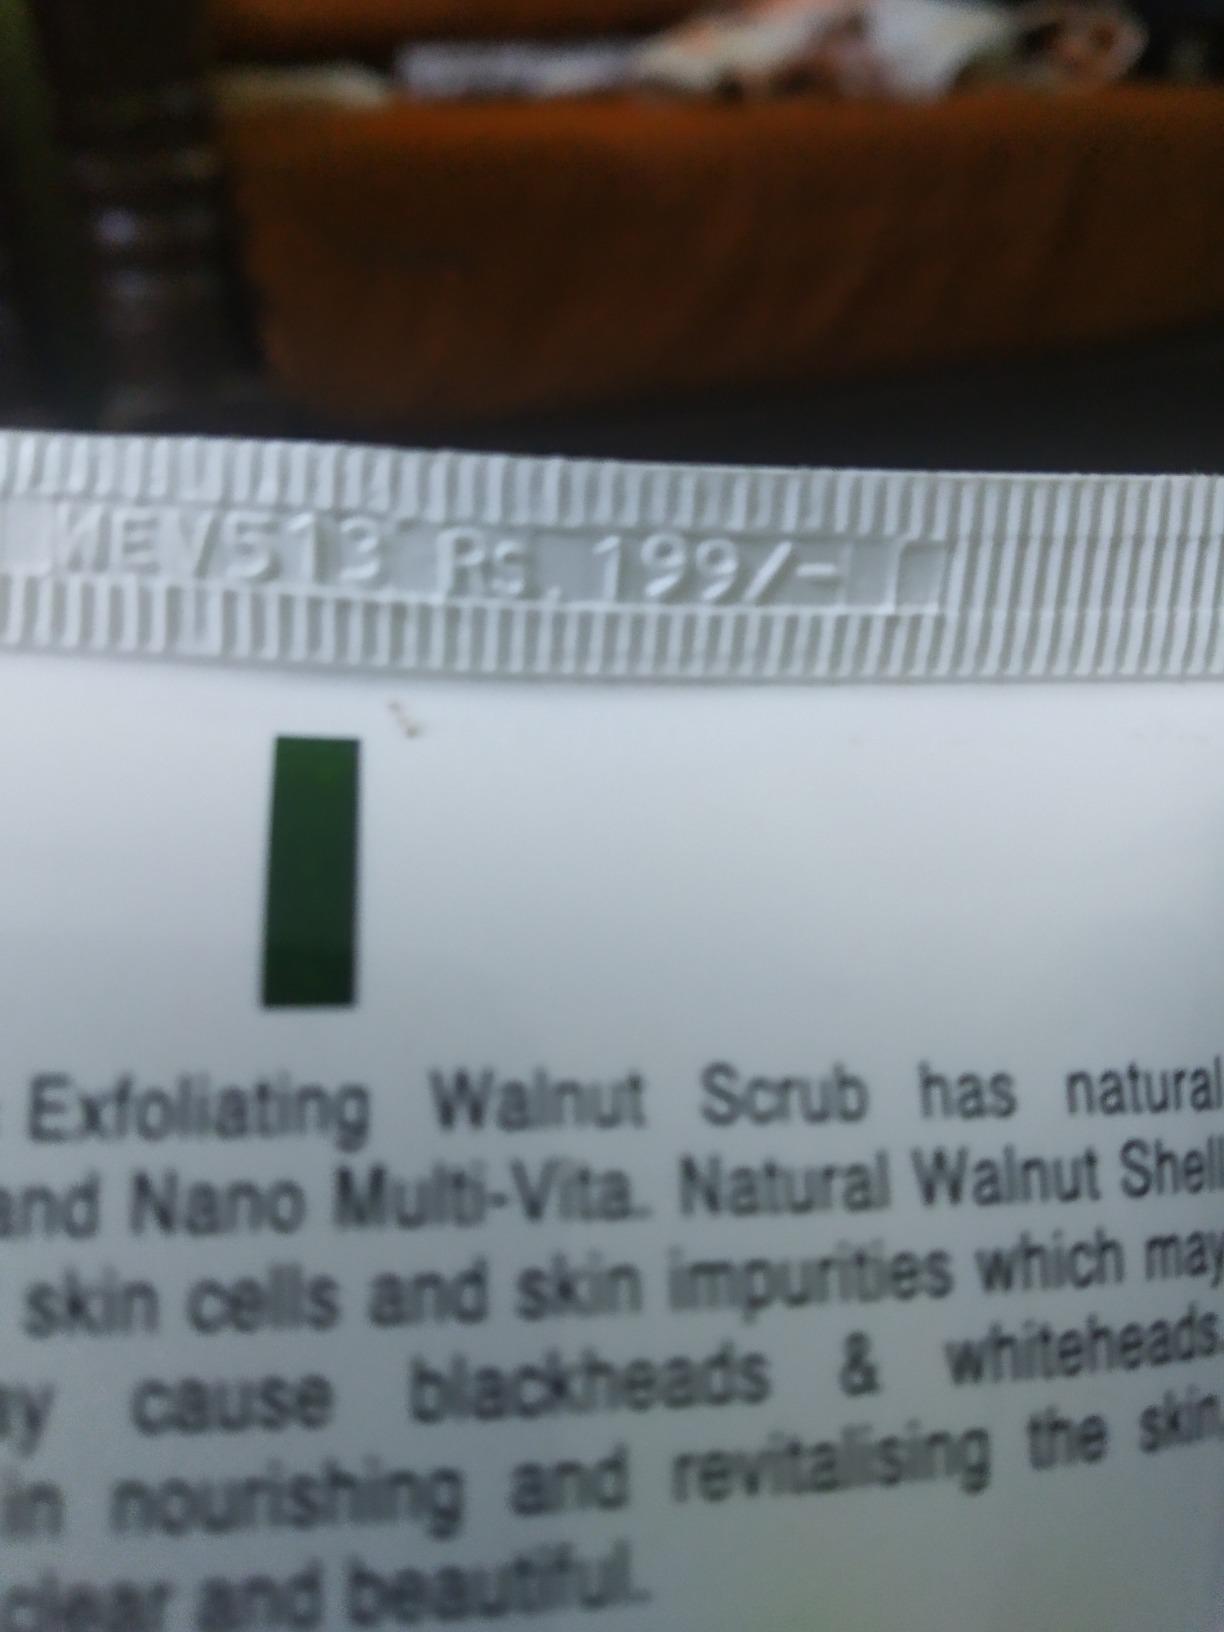 NEV513 Rs.199/-
Exfoliating Walnut Scrub has natural
and Nano Multi-Vita. Natural Walnut Shell
skin cells and skin impurities which may
cause blackheads & whiteheads.
in nourishing and revitalising the skin,
clear and beautiful.